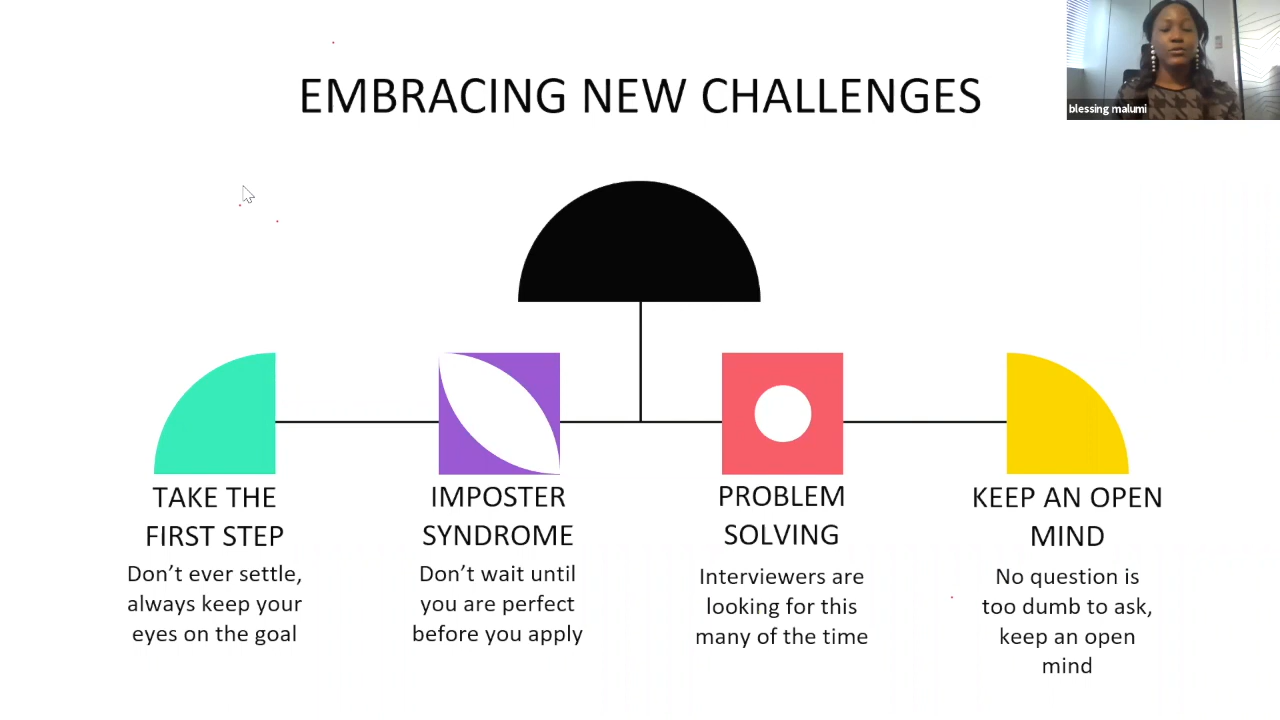 EMBRACING NEW CHALLENGES
blessing malumi
TAKE THE
FIRST STEP
Don’t ever settle,
always keep your
eyes on the goal
IMPOSTER
SYNDROME
Don’t wait until
you are perfect
before you apply
PROBLEM
SOLVING
Interviewers are
looking for this
many of the time
KEEP AN OPEN
MIND
No question is
too dumb to ask,
keep an open
mind